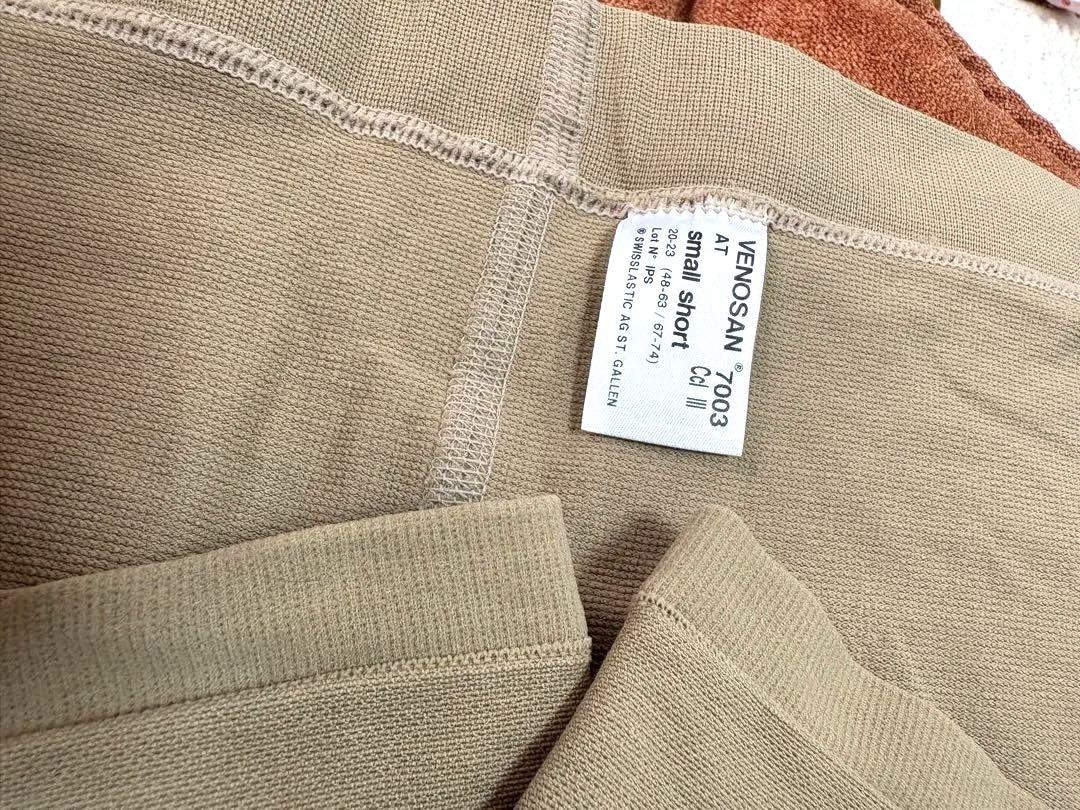 VENOSAN® 7003
AT Ccl III
small short
20-23 (48-63 / 67-74)
Lot N° IPS
® SWISSLASTIC AG ST. GALLEN